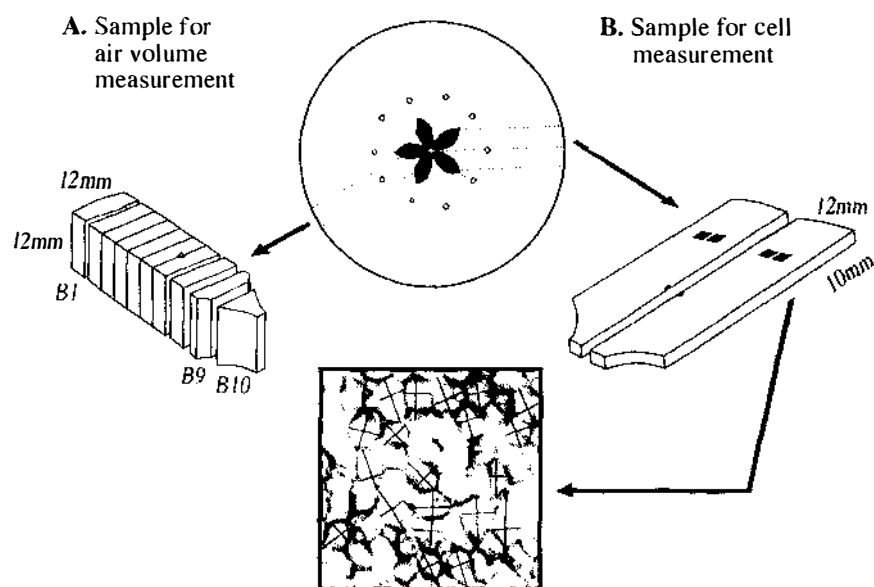 A. Sample for
air volume
measurement
B. Sample for cell
measurement
12mm
12mm
B1
B9 B10
12mm
10mm